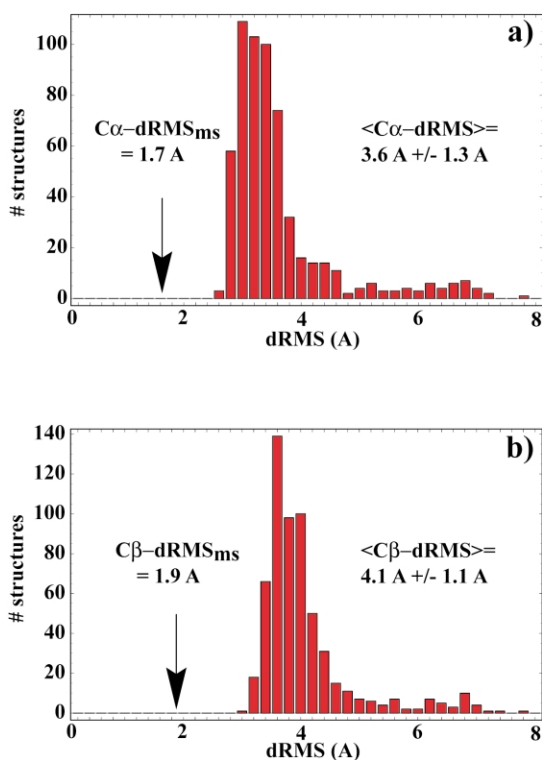 a)
# structures
100
80
60
40
20
0
Cα–dRMSms
= 1.7 A
<Cα–dRMS>=
3.6 A +/- 1.3 A
0 2 4 6 8
dRMS (A)
b)
# structures
140
120
100
80
60
40
20
0
Cβ–dRMSms
= 1.9 A
<Cβ–dRMS>=
4.1 A +/- 1.1 A
0 2 4 6 8
dRMS (A)